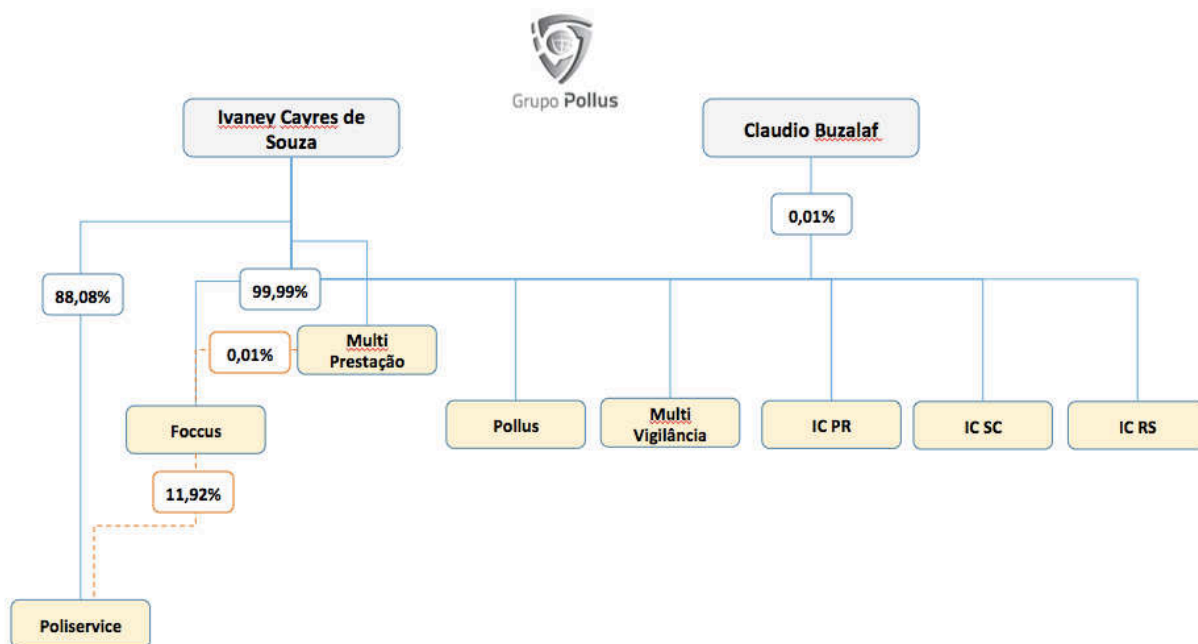 Grupo Pollus
Ivaney Cayres de
Souza
Claudio Buzalaf
0,01%
88,08%
99,99%
0,01%
Multi
Prestação
Foccus
Pollus
Multi
Vigilância
IC PR
IC SC
IC RS
11,92%
Poliservice